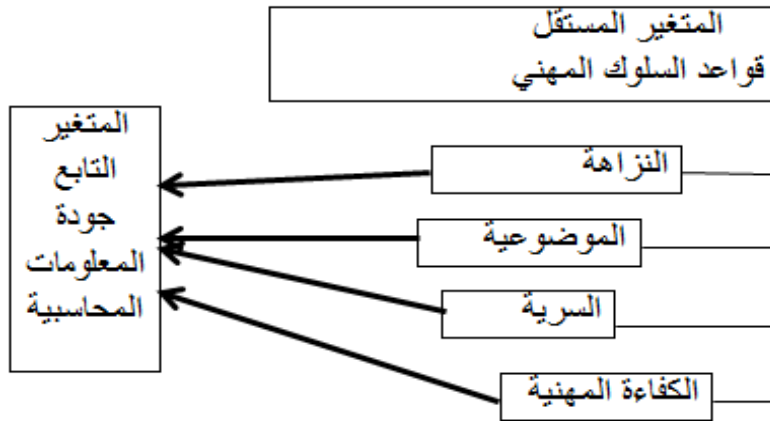 المتغير المستقل
قواعد السلوك المهني
المتغير
التابع
جودة
المعلومات
المحاسبية
النزاهة
الموضوعية
السرية
الكفاءة المهنية